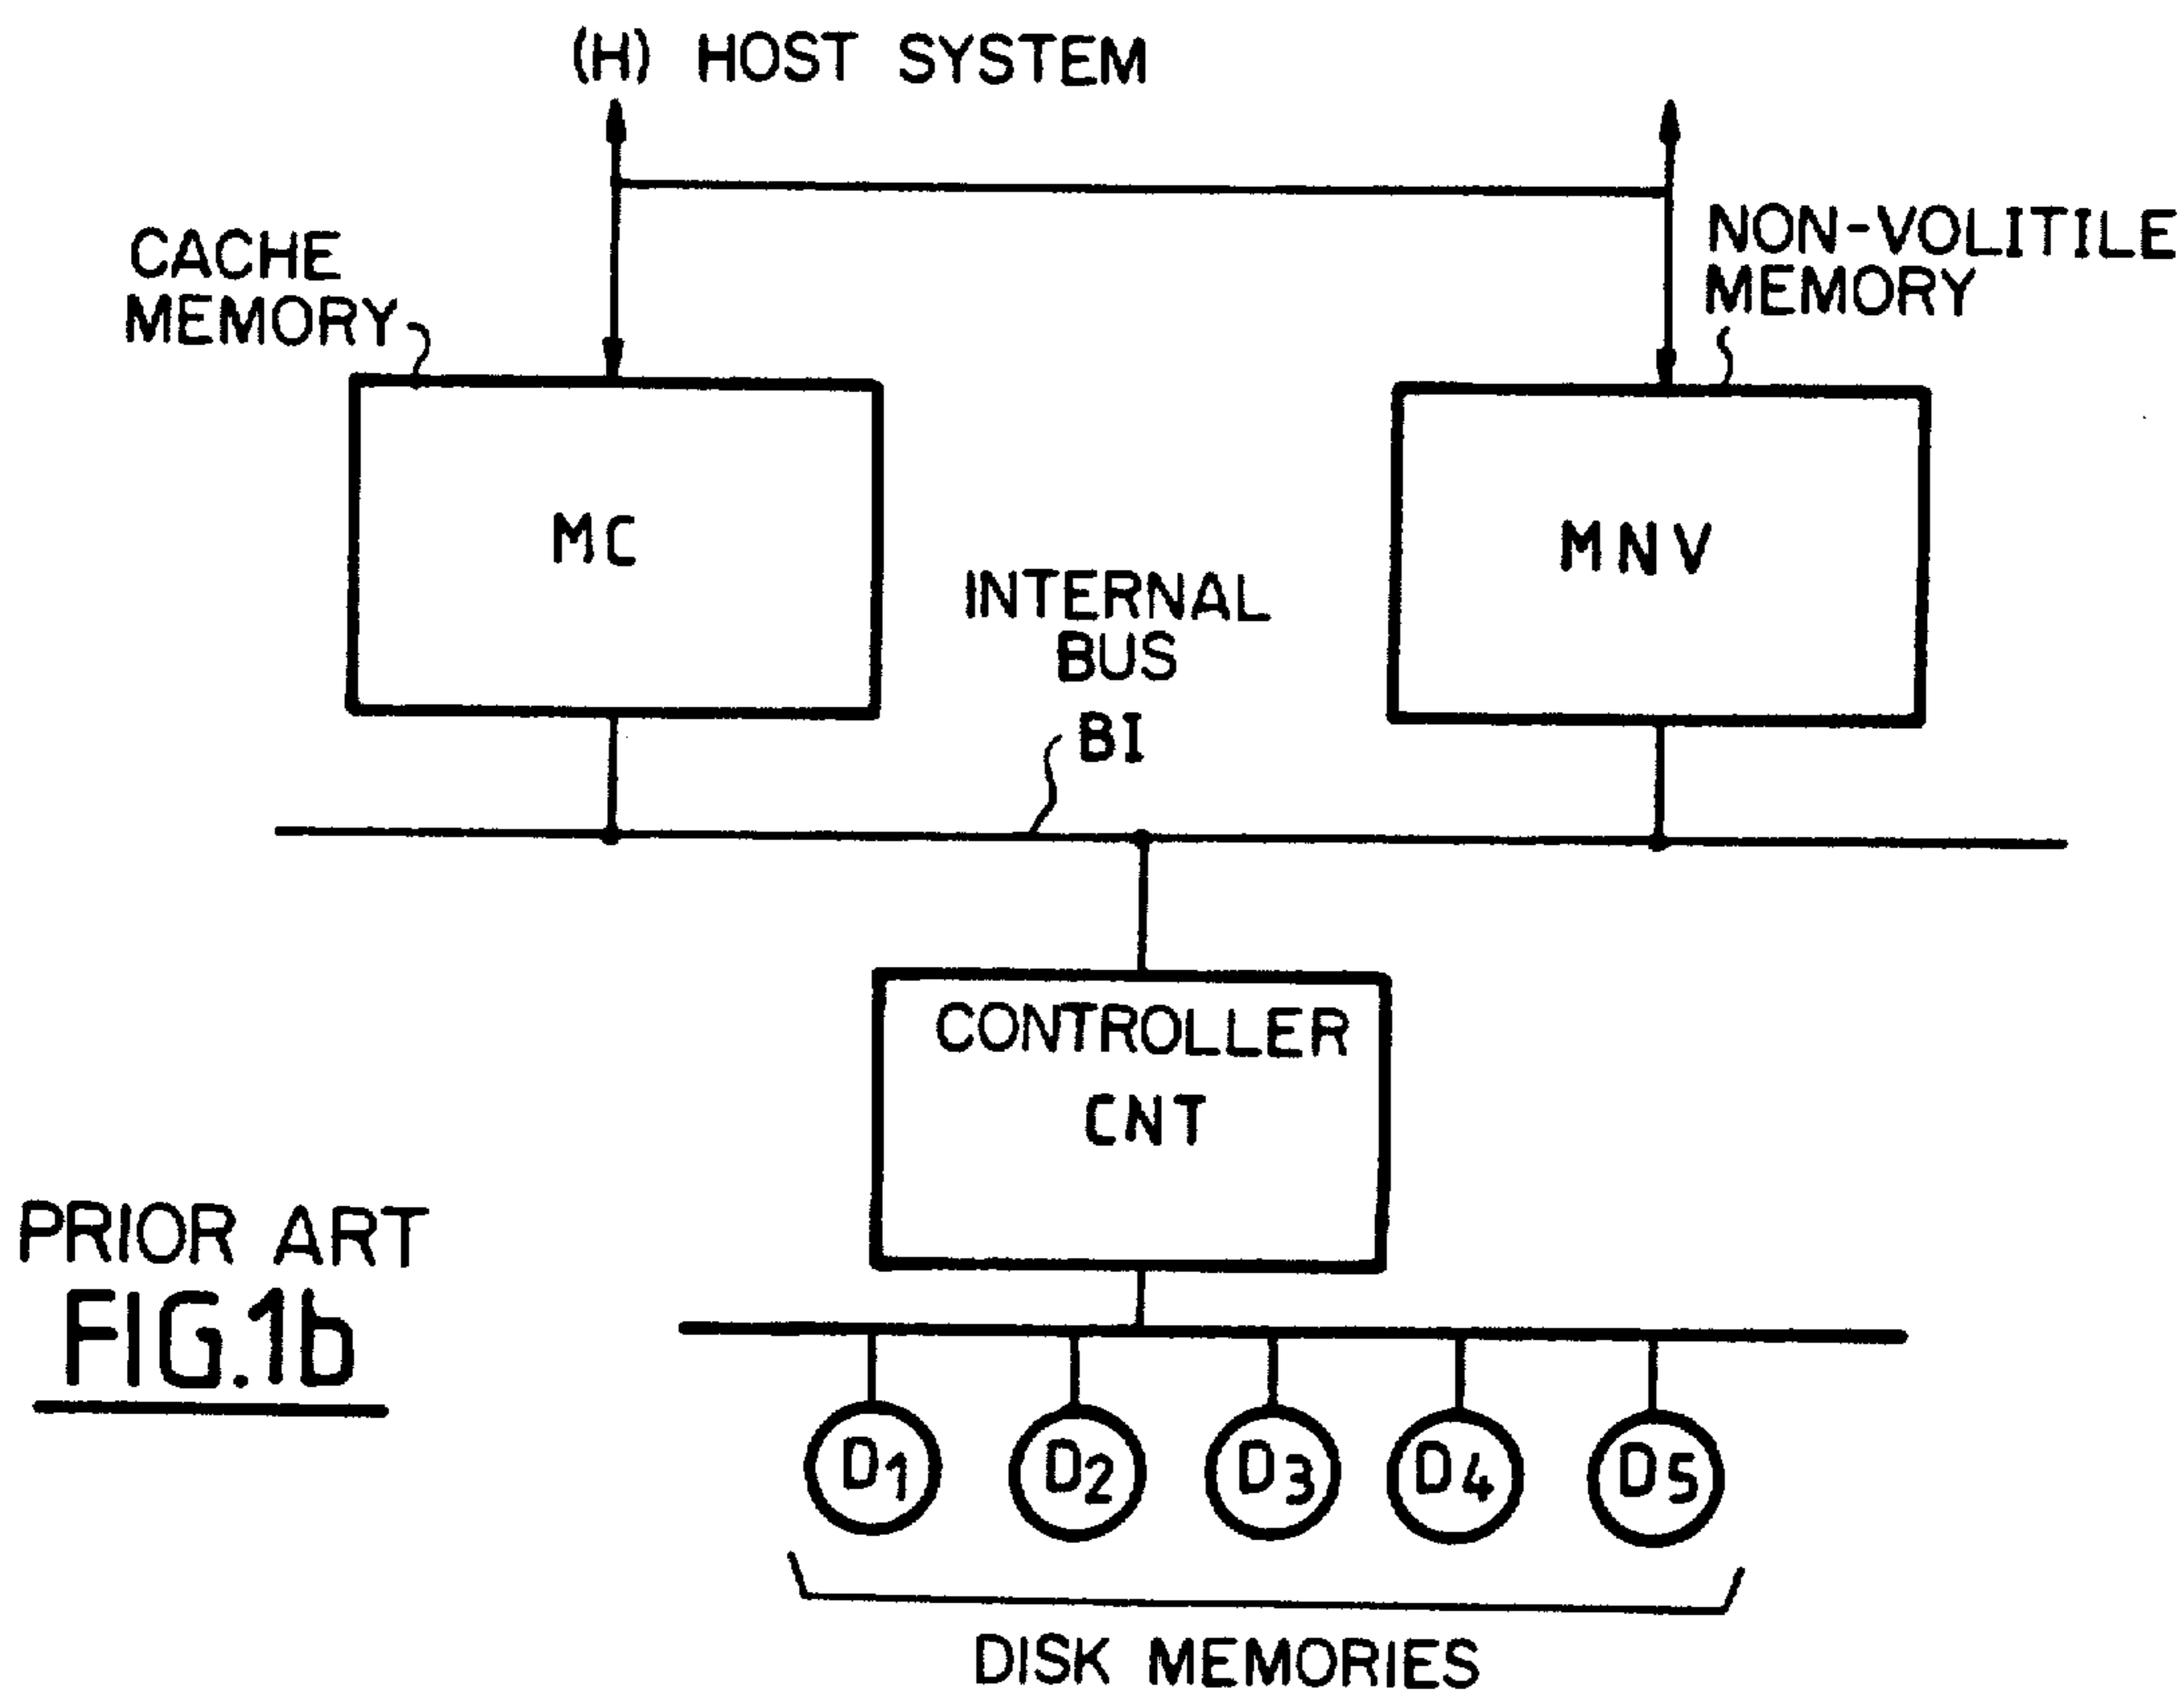 (H) HOST SYSTEM
CACHE
MEMORY
NON-VOLITILE
MEMORY
MC
MNV
INTERNAL
BUS
BI
CONTROLLER
CNT
PRIOR ART
FIG.1b
D1 D2 D3 D4 D5
DISK MEMORIES